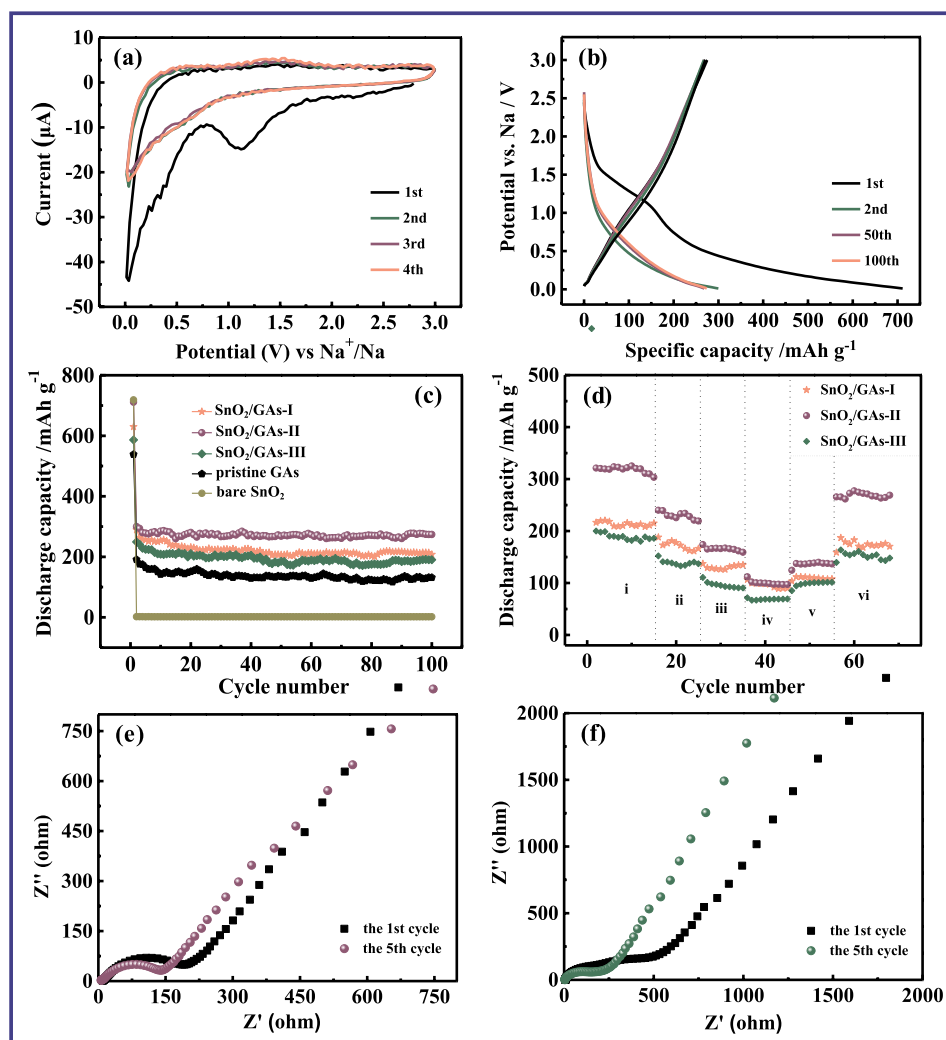 (a)
Current (µA)
10
0
-10
-20
-30
-40
-50
1st
2nd
3rd
4th
0.0 0.5 1.0 1.5 2.0 2.5 3.0
Potential (V) vs Na⁺/Na
(b)
Potential vs. Na / V
3.0
2.5
2.0
1.5
1.0
0.5
0.0
1st
2nd
50th
100th
0 100 200 300 400 500 600 700
Specific capacity /mAh g⁻¹
(c)
Discharge capacity /mAh g⁻¹
800
600
400
200
0
SnO₂/GAs-I
SnO₂/GAs-II
SnO₂/GAs-III
pristine GAs
bare SnO₂
0 20 40 60 80 100
Cycle number
(d)
Discharge capacity /mAh g⁻¹
500
400
300
200
100
0
SnO₂/GAs-I
SnO₂/GAs-II
SnO₂/GAs-III
i ii iii iv v vi
0 20 40 60
Cycle number
(e)
Z'' (ohm)
750
600
450
300
150
0
the 1st cycle
the 5th cycle
0 150 300 450 600 750
Z' (ohm)
(f)
Z'' (ohm)
2000
1500
1000
500
0
the 1st cycle
the 5th cycle
0 500 1000 1500 2000
Z' (ohm)